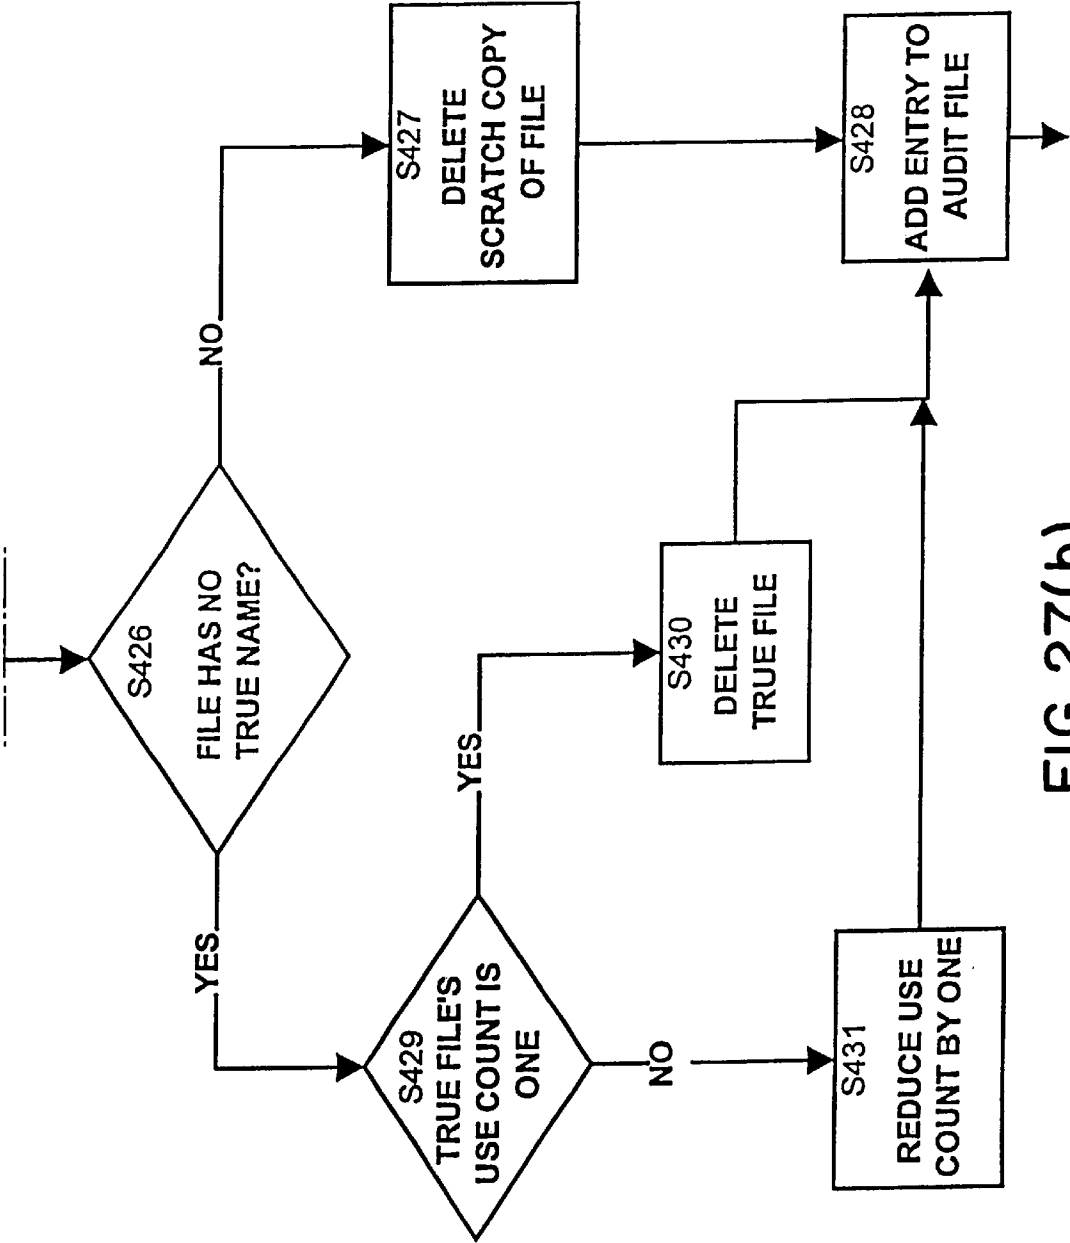 S426
FILE HAS NO
TRUE NAME?
YES
NO
S429
TRUE FILE'S
USE COUNT IS
ONE
YES
NO
S427
DELETE
SCRATCH COPY
OF FILE
S430
DELETE
TRUE FILE
S431
REDUCE USE
COUNT BY ONE
S428
ADD ENTRY TO
AUDIT FILE
FIG. 27(b)